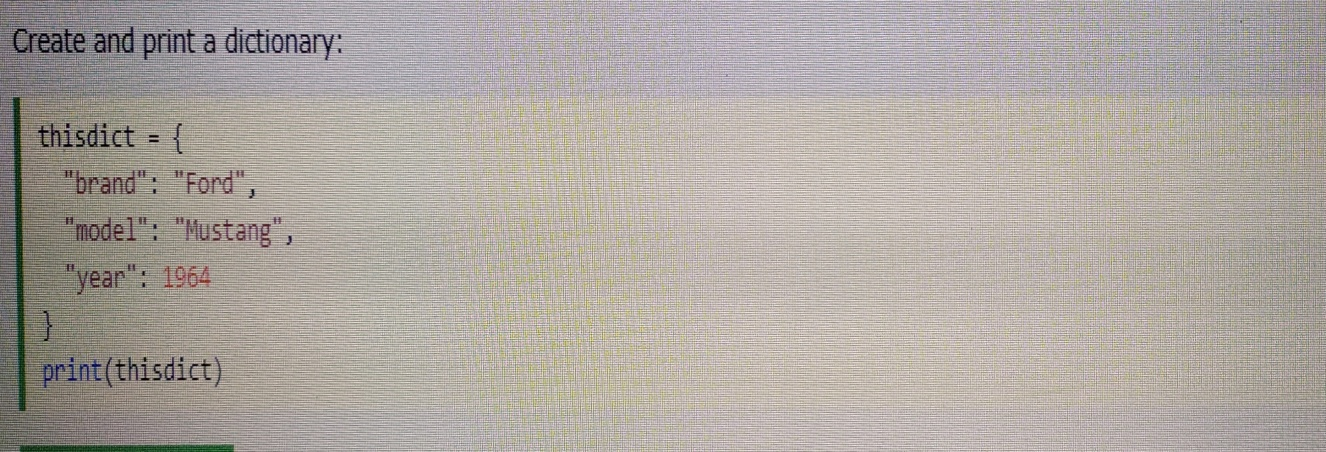 Create and print a dictionary:
thisdict = {
  "brand": "Ford",
  "model": "Mustang",
  "year": 1964
}
print(thisdict)